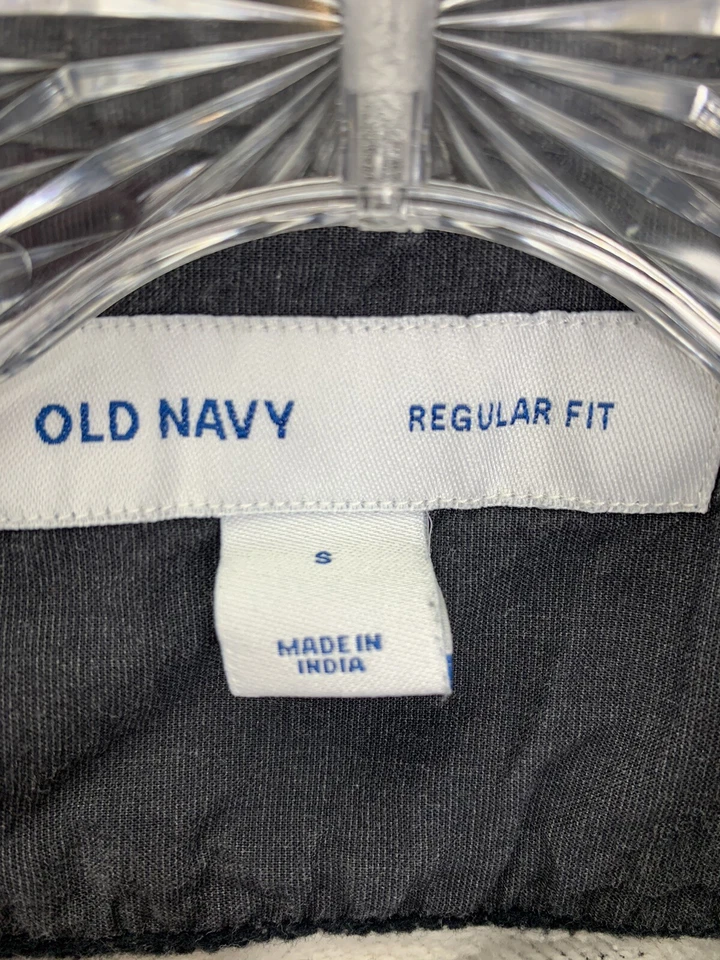 OLD NAVY REGULAR FIT
S
MADE IN
INDIA